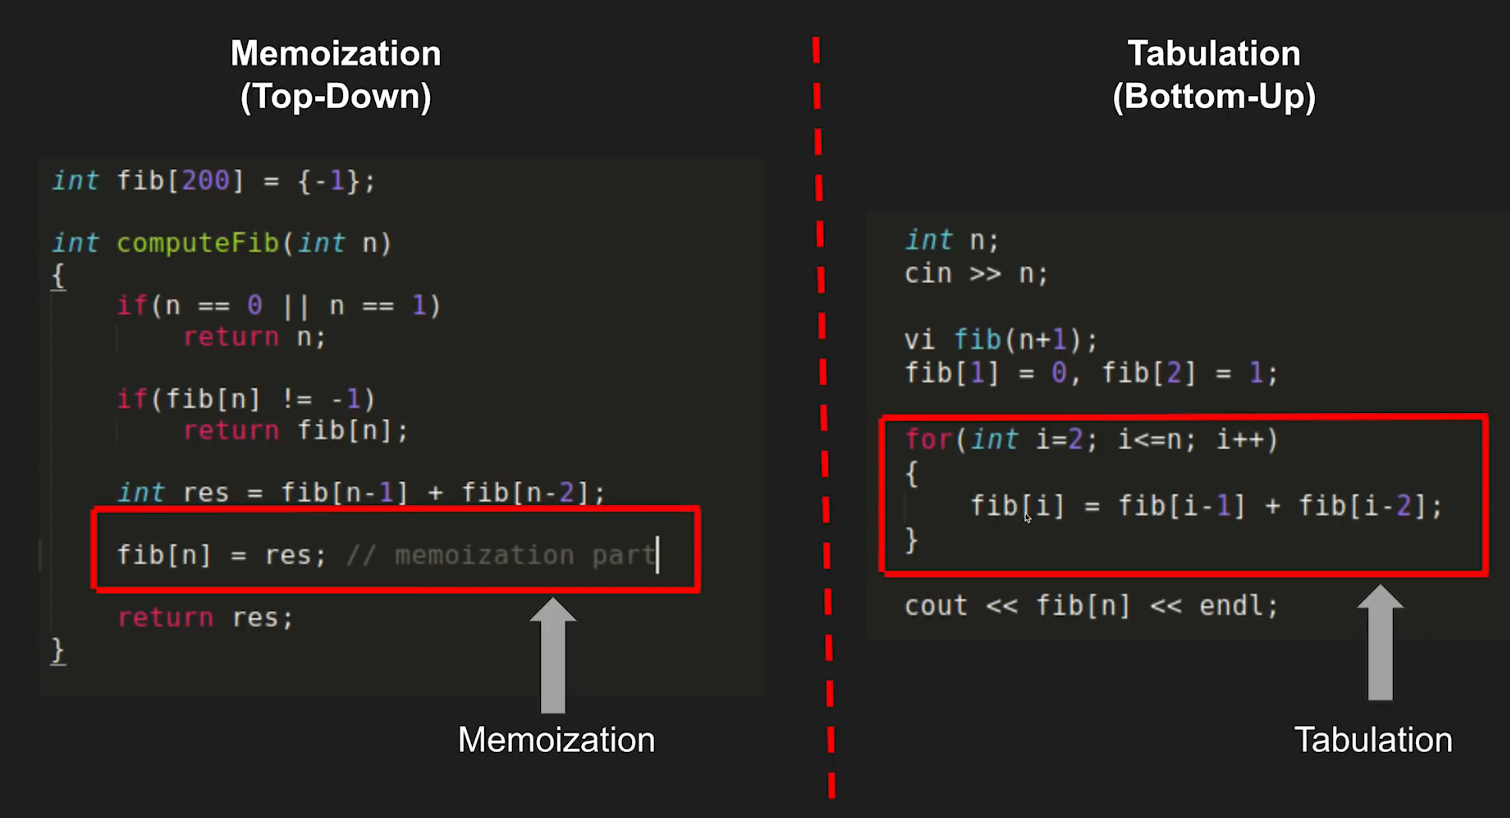 Memoization
(Top-Down)
int fib[200] = {-1};
int computeFib(int n)
{
if(n == 0 || n == 1)
return n;
if(fib[n] != -1)
return fib[n];
int res = fib[n-1] + fib[n-2];
fib[n] = res; // memoization part
return res;
}
Memoization
Tabulation
(Bottom-Up)
int n;
cin >> n;
vi fib(n+1);
fib[1] = 0, fib[2] = 1;
for(int i=2; i<=n; i++)
{
fib[i] = fib[i-1] + fib[i-2];
}
cout << fib[n] << endl;
Tabulation